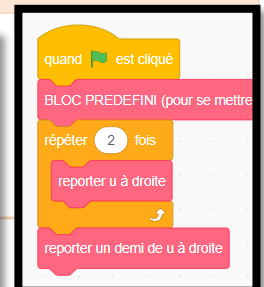 quand est cliqué
BLOC PREDEFINI (pour se mettre
répéter 2 fois
reporter u à droite
reporter un demi de u à droite